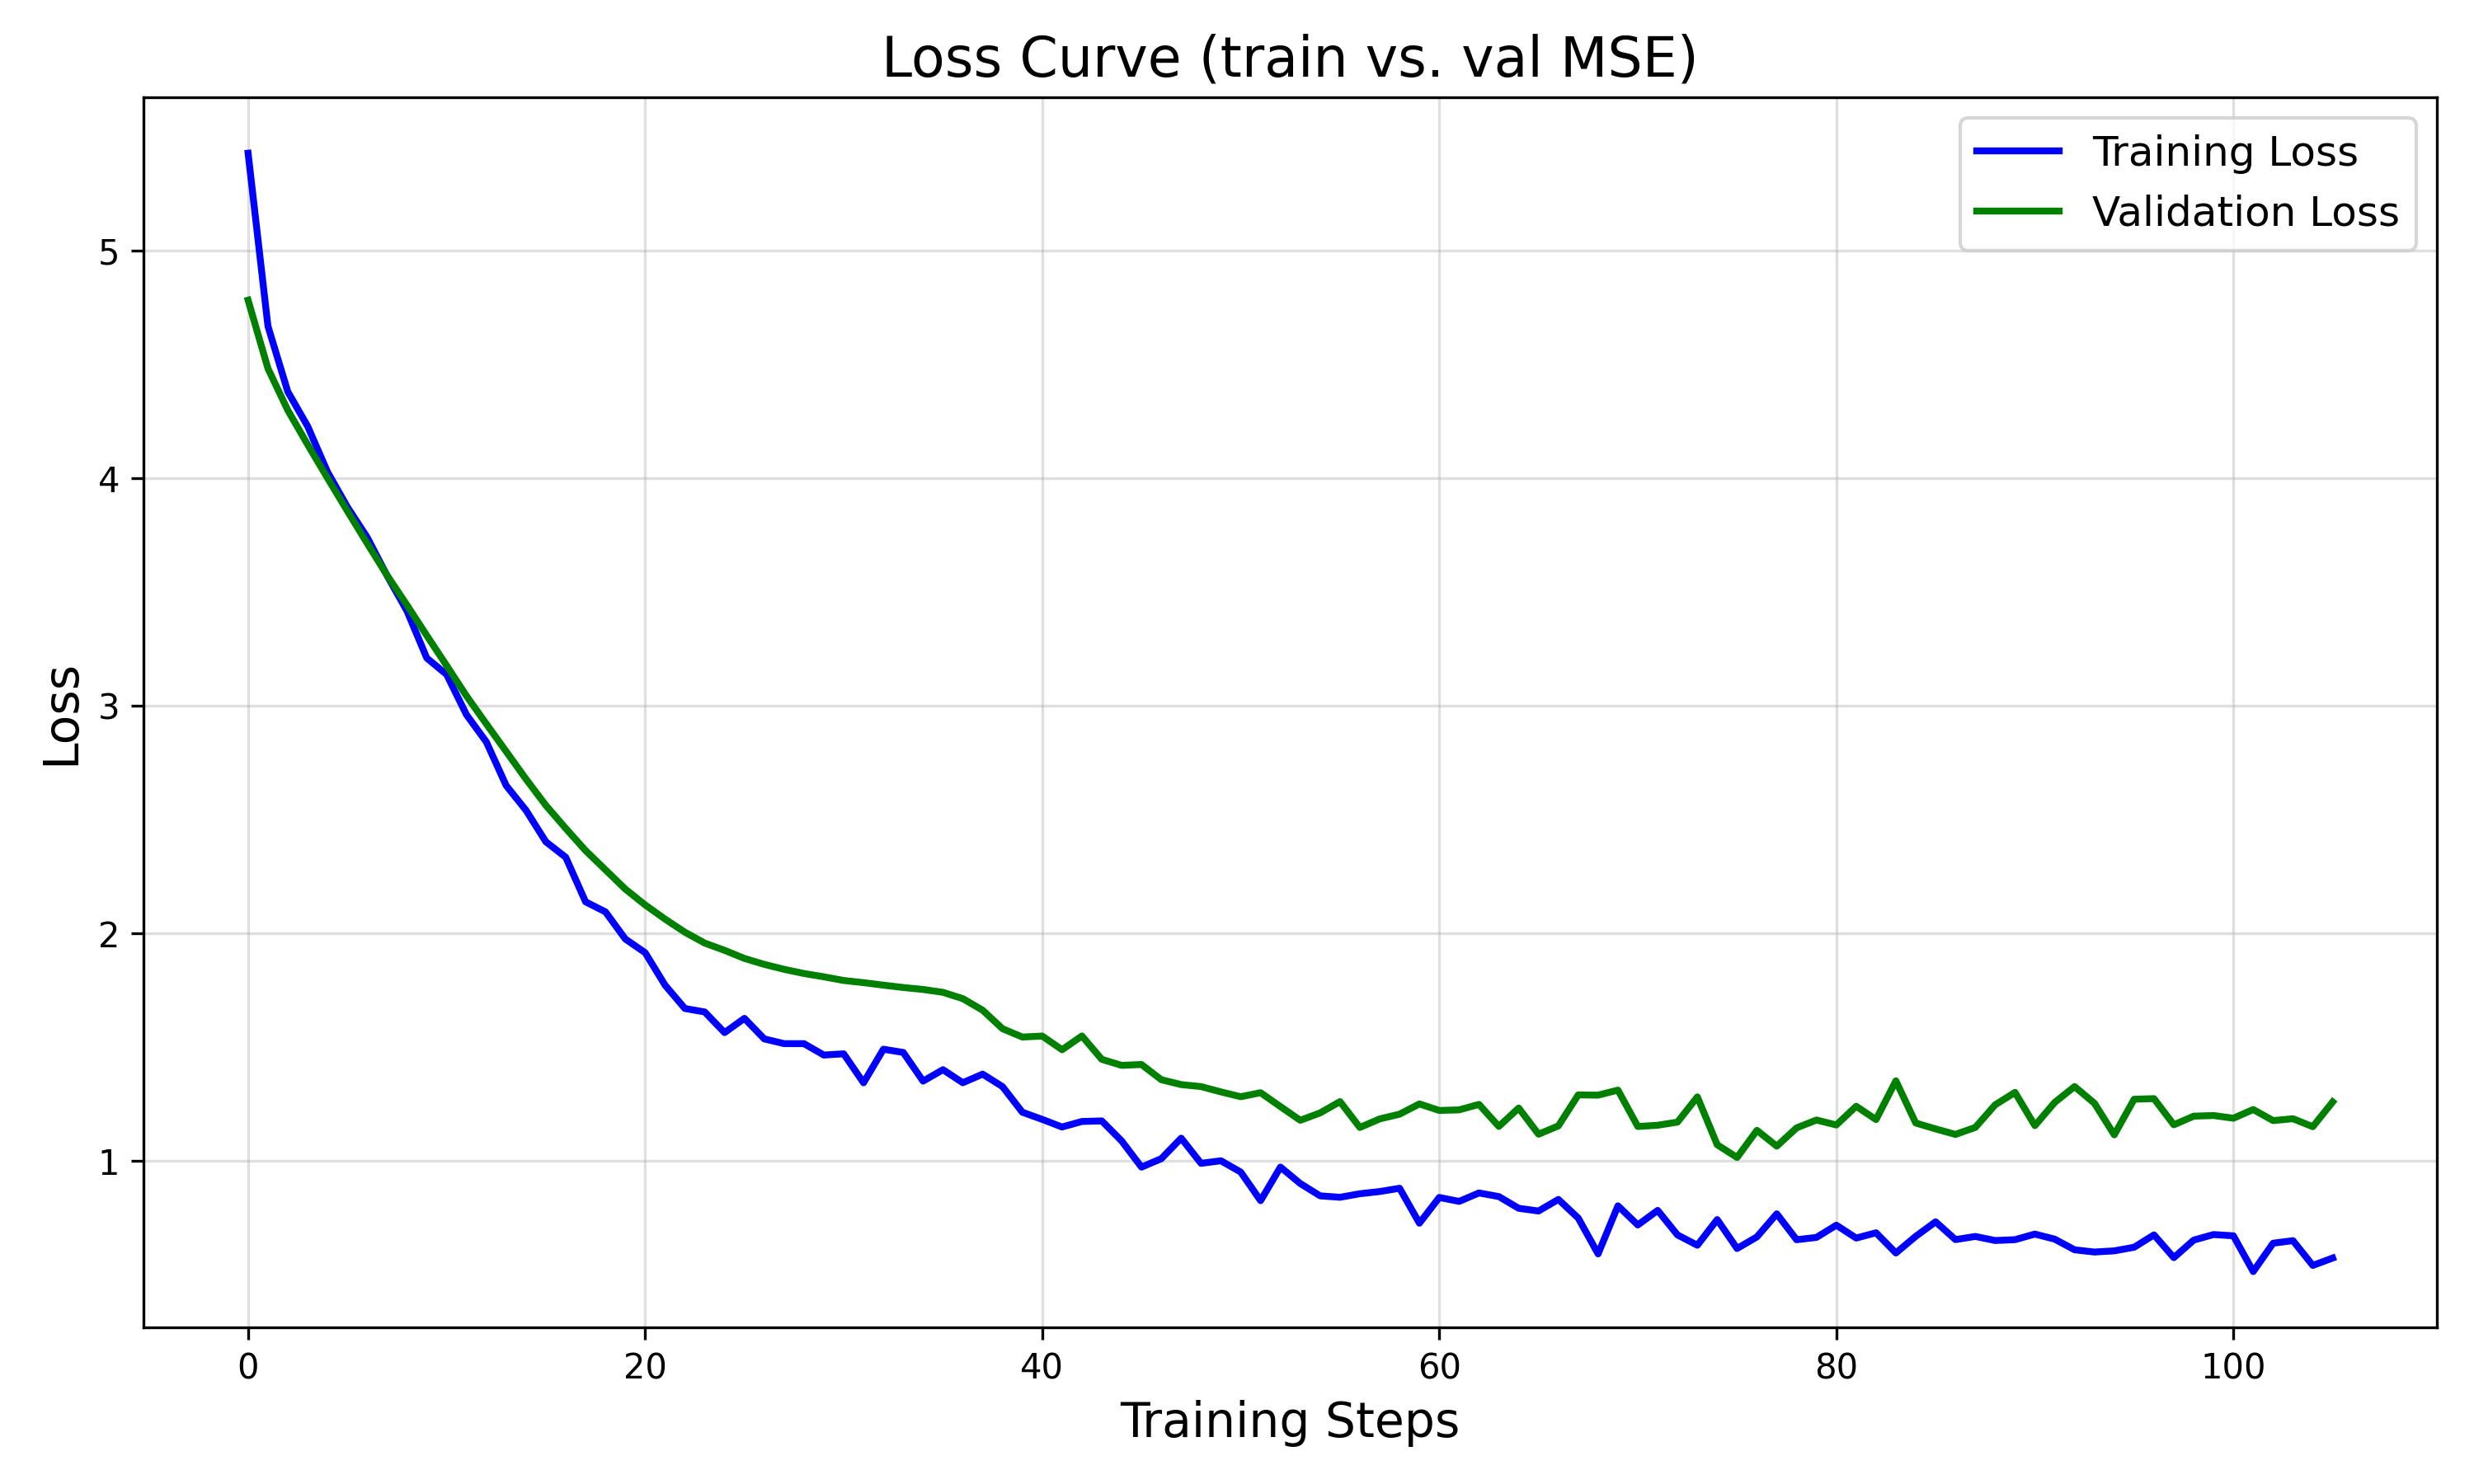 Loss Curve (train vs. val MSE)
Training Loss
Validation Loss
5
4
3
2
1
Loss
0 20 40 60 80 100
Training Steps